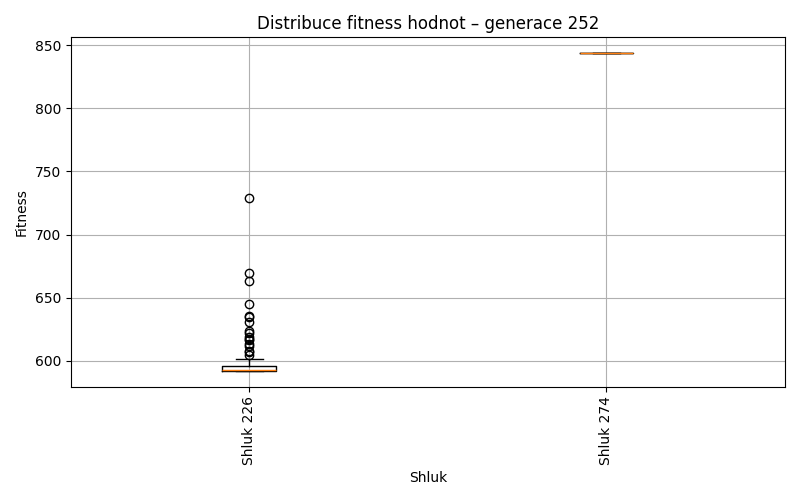 Distribuce fitness hodnot – generace 252
Fitness
850
800
750
700
650
600
Shluk 226
Shluk 274
Shluk